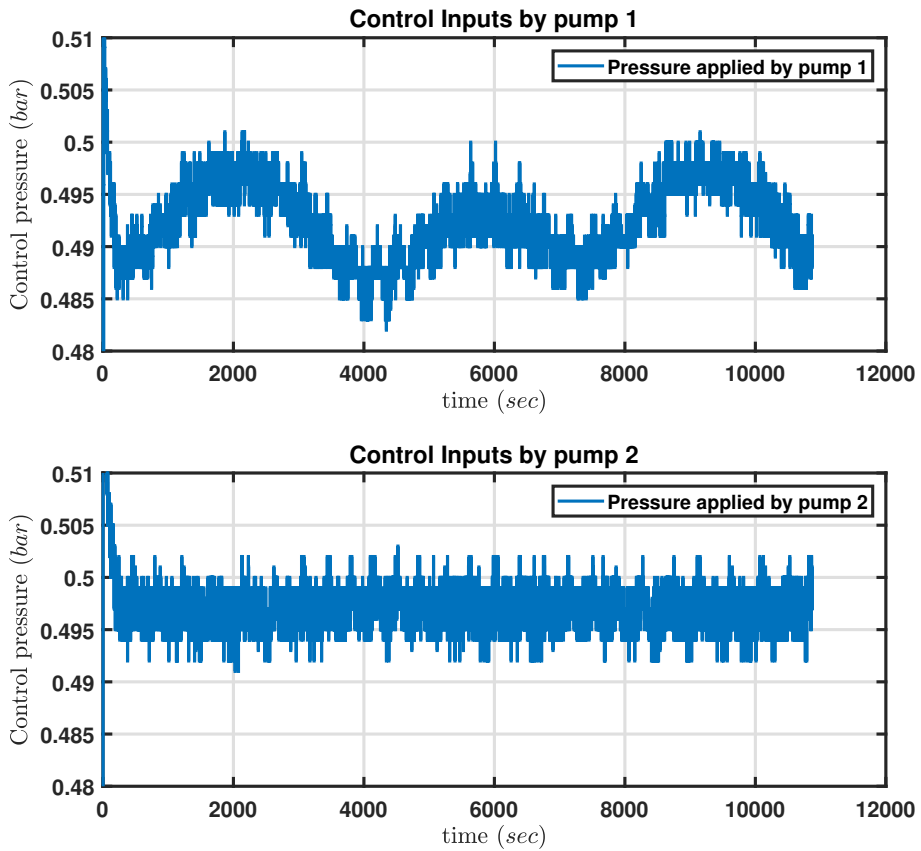 Control Inputs by pump 1
0.51
Pressure applied by pump 1
0.505
0.5
0.495
0.49
0.485
0.48
Control pressure (bar)
0 2000 4000 6000 8000 10000 12000
time (sec)
Control Inputs by pump 2
0.51
Pressure applied by pump 2
0.505
0.5
0.495
0.49
0.485
0.48
Control pressure (bar)
0 2000 4000 6000 8000 10000 12000
time (sec)